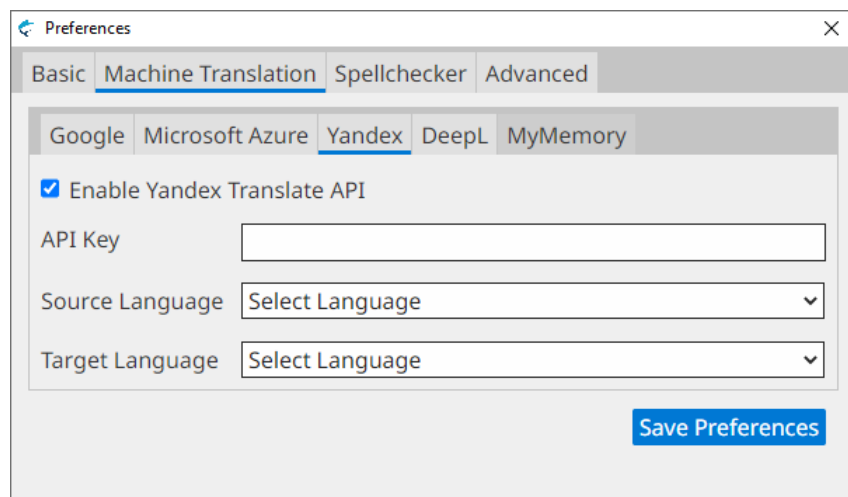 Preferences
Basic Machine Translation Spellchecker Advanced
Google Microsoft Azure Yandex DeepL MyMemory
Enable Yandex Translate API
API Key
Source Language Select Language
Target Language Select Language
Save Preferences